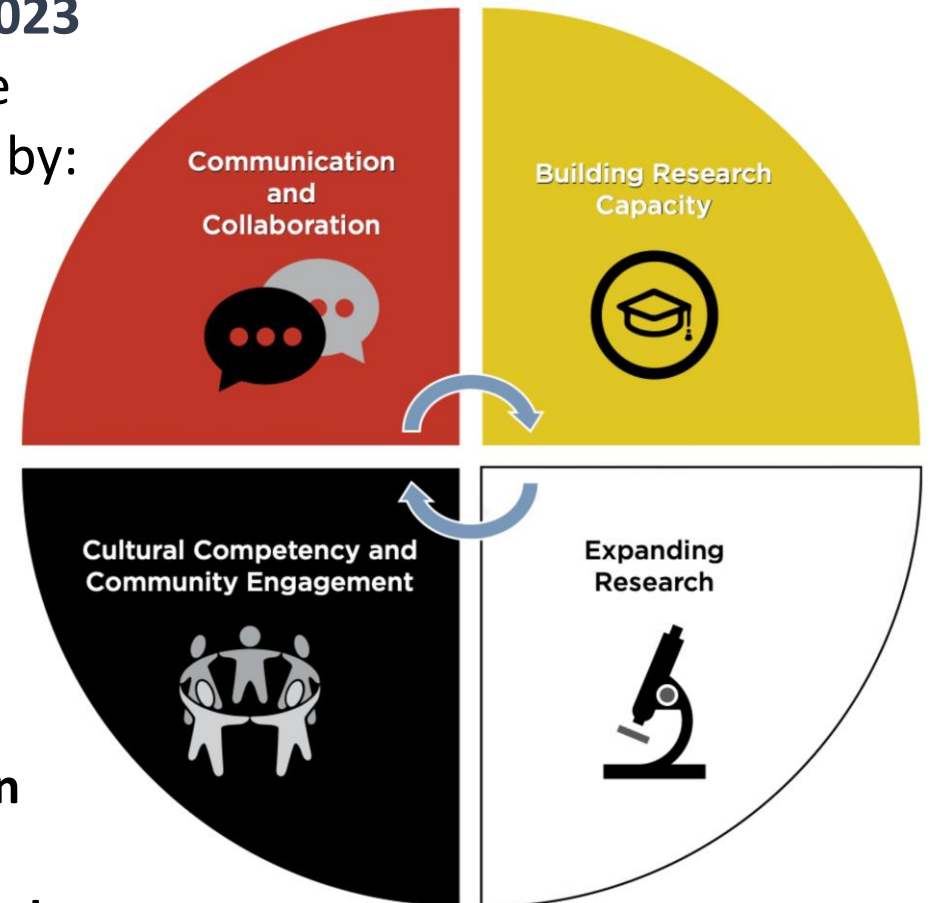 023
e
by:
Communication
and
Collaboration
Building Research
Capacity
Cultural Competency and
Community Engagement
Expanding
Research
n